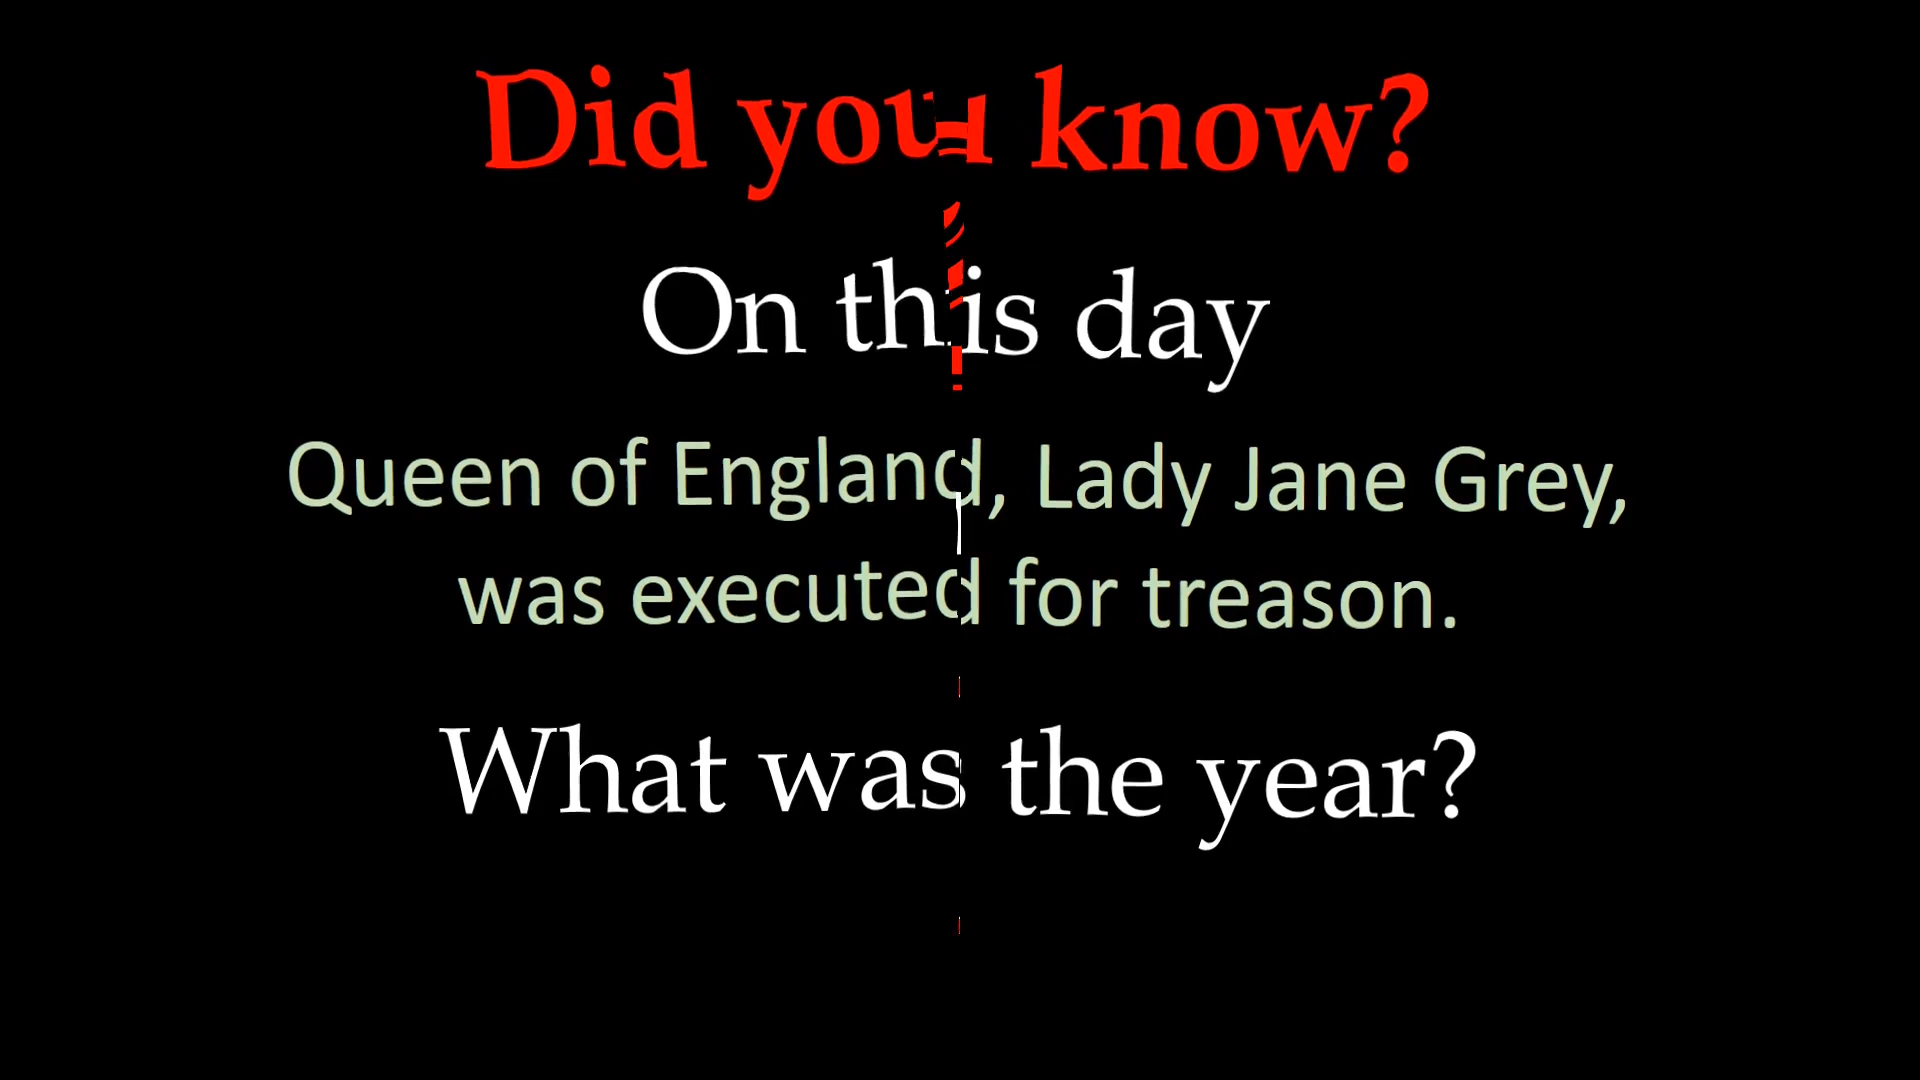 Did you know?
On this day
Queen of England, Lady Jane Grey,
was executed for treason.
What was the year?